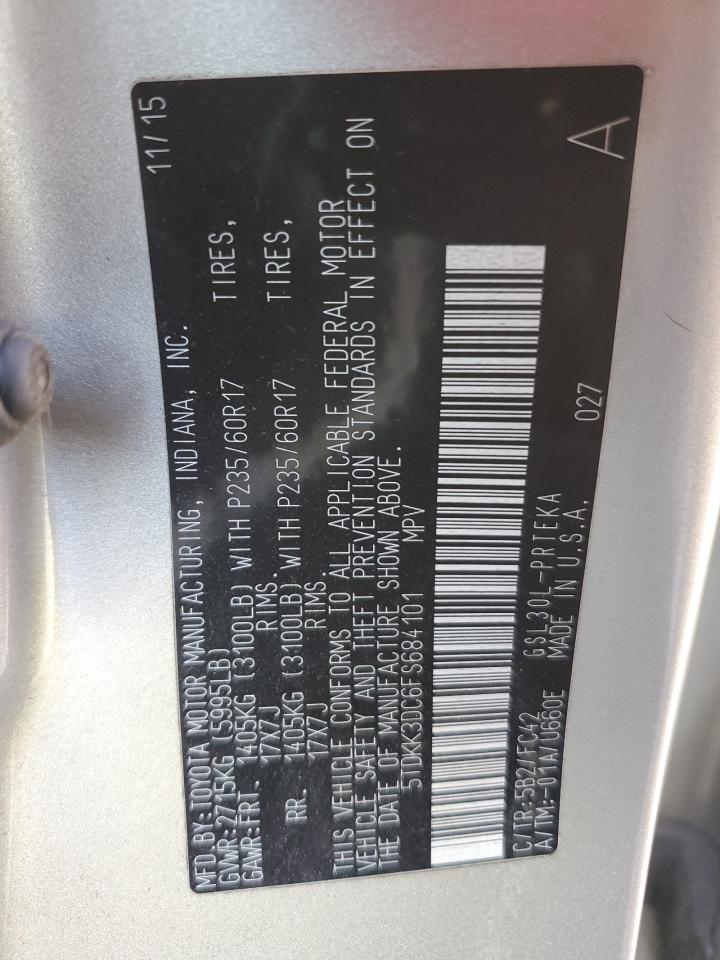 MFD BY:TOYOTA MOTOR MANUFACTURING, INDIANA, INC. 11/15
GVWR:2715KG (5995LB)
GAWR:FRT. 1405KG (3100LB) WITH P235/60R17 TIRES,
17X7J RIMS.
RR. 1405KG (3100LB) WITH P235/60R17 TIRES,
17X7J RIMS
THIS VEHICLE CONFORMS TO ALL APPLICABLE FEDERAL MOTOR
VEHICLE SAFETY AND THEFT PREVENTION STANDARDS IN EFFECT ON
THE DATE OF MANUFACTURE SHOWN ABOVE.
5TDKK3DC6FS684101 MPV
C/TR:5B2/FC42 GSL30L-PRTEKA 027
A/TM:-01A/U660E MADE IN U.S.A. A